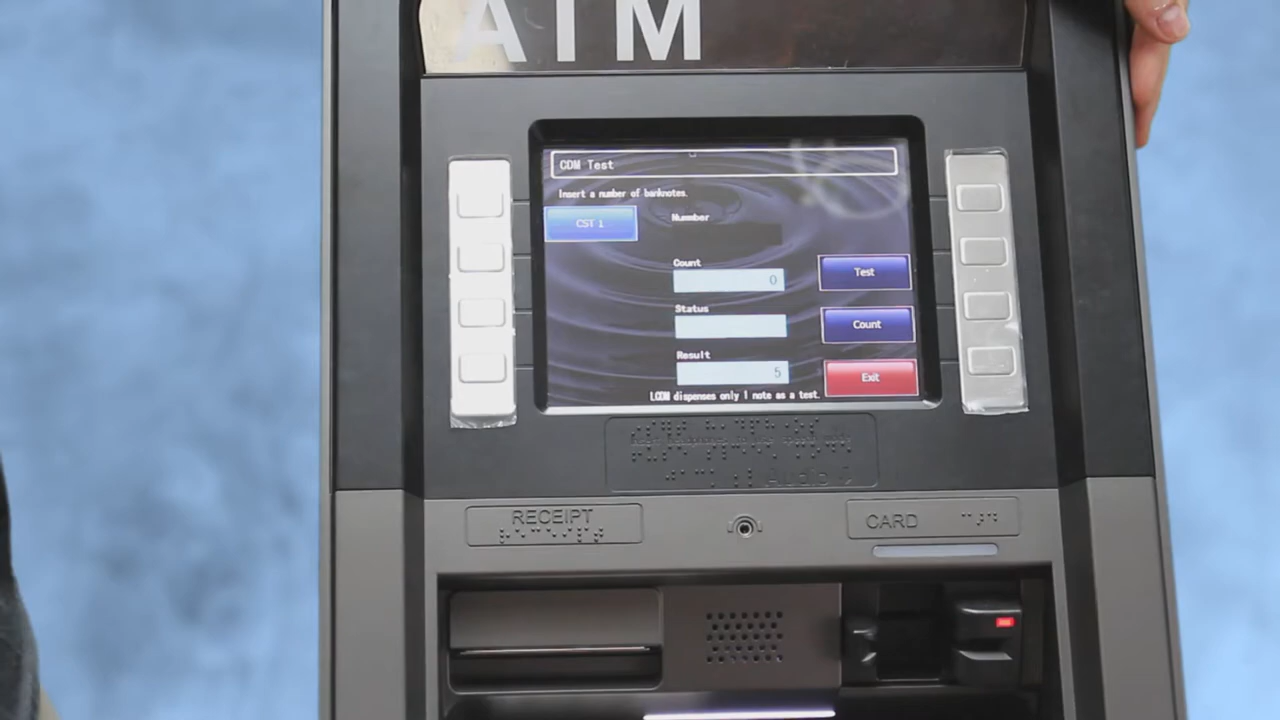 ATM
CDM Test
Insert a number of banknotes.
CST 1
Number
Count
0
Test
Status
Count
Result
5
Exit
LCDM dispenses only 1 note as a test.
Audio
RECEIPT
CARD